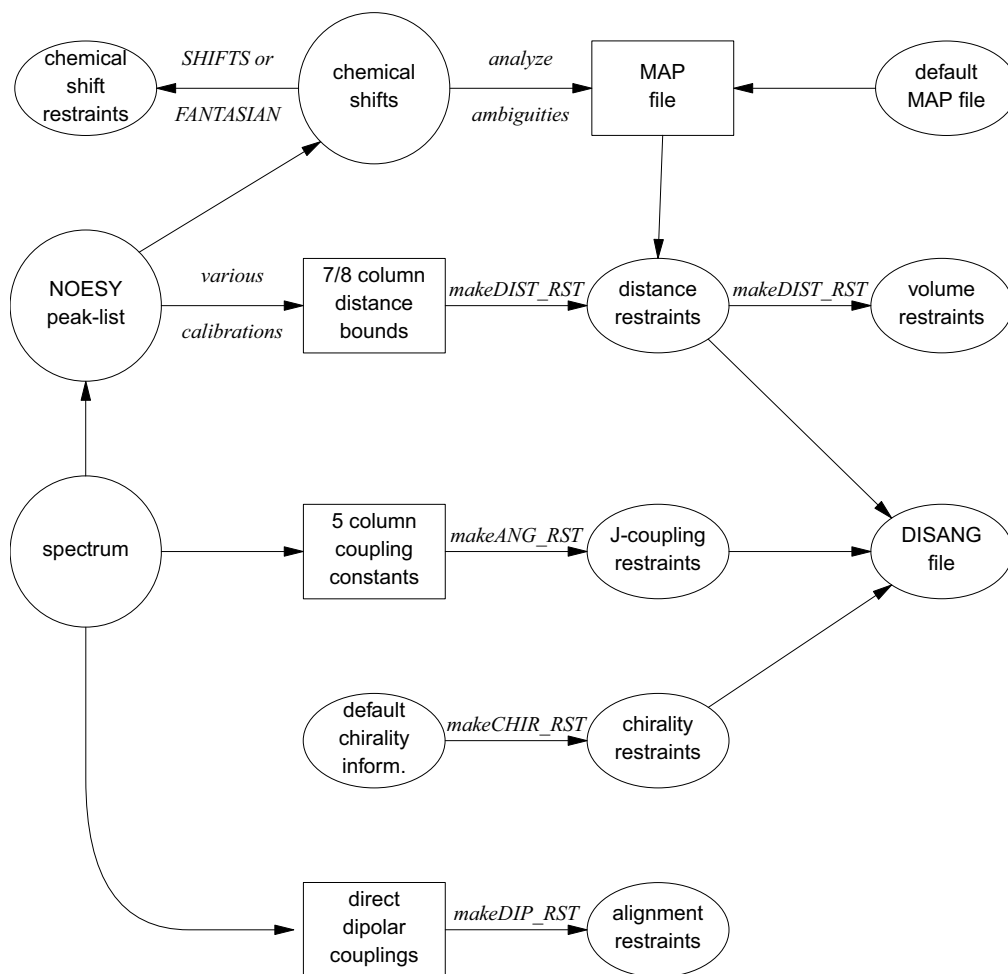 chemical
shift
restraints
SHIFTS or
FANTASIAN
chemical
shifts
analyze
ambiguities
MAP
file
default
MAP file
NOESY
peak-list
various
calibrations
7/8 column
distance
bounds
makeDIST_RST
distance
restraints
makeDIST_RST
volume
restraints
spectrum
5 column
coupling
constants
makeANG_RST
J-coupling
restraints
DISANG
file
default
chirality
inform.
makeCHIR_RST
chirality
restraints
direct
dipolar
couplings
makeDIP_RST
alignment
restraints